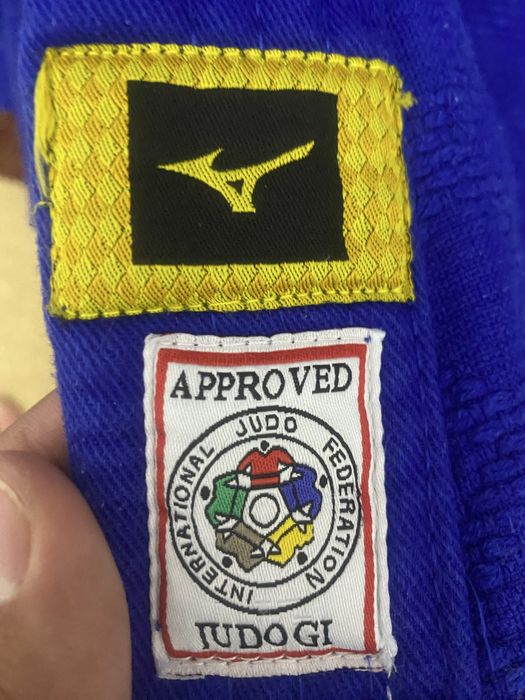 APPROVED
INTERNATIONAL JUDO FEDERATION
JUDOGI